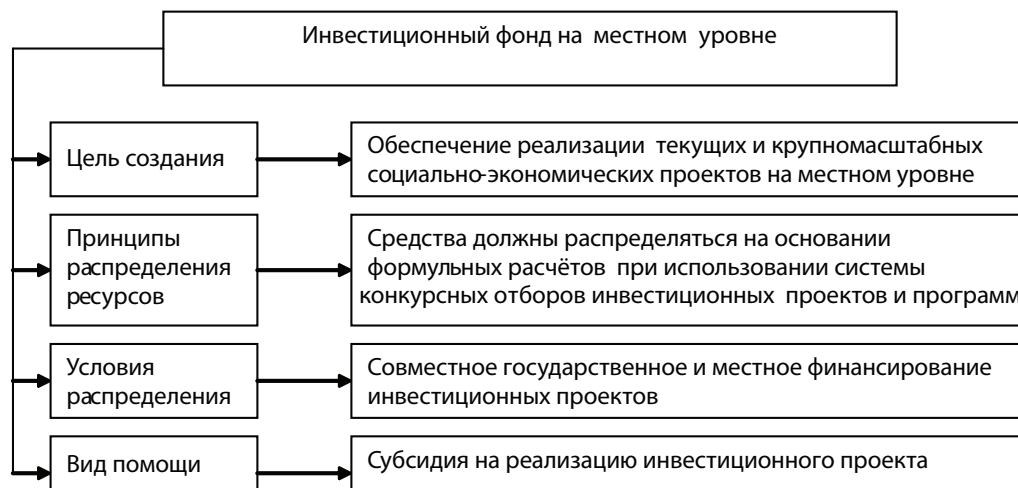 Инвестиционный фонд на местном уровне
Цель создания
Обеспечение реализации текущих и крупномасштабных
социально-экономических проектов на местном уровне
Принципы
распределения
ресурсов
Средства должны распределяться на основании
формульных расчётов при использовании системы
конкурсных отборов инвестиционных проектов и программ
Условия
распределения
Совместное государственное и местное финансирование
инвестиционных проектов
Вид помощи
Субсидия на реализацию инвестиционного проекта